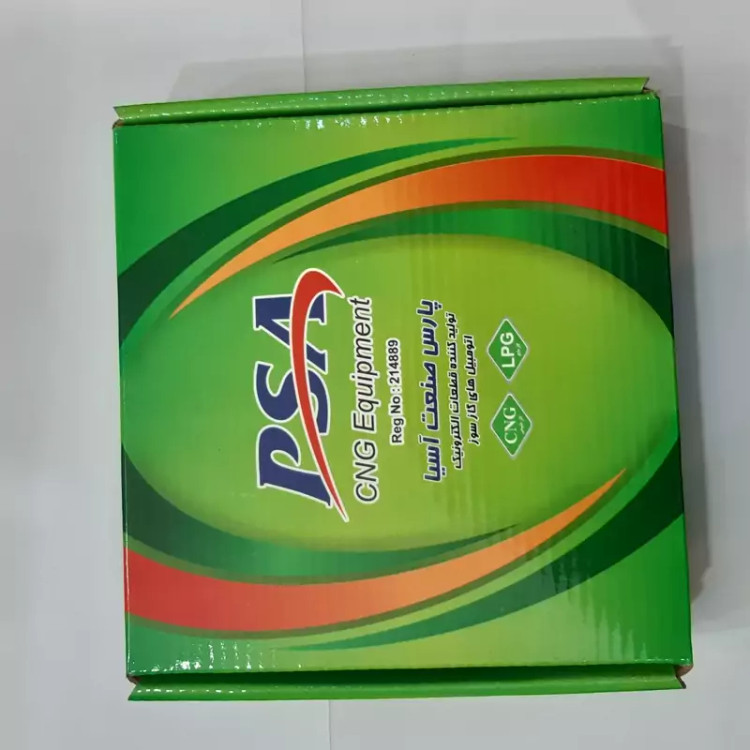 PSA
CNG Equipment
Reg No: 214889
پارس صنعت آسیا
تولید کننده قطعات الکترونیک
اتومبیل های گاز سوز
CNG
LPG